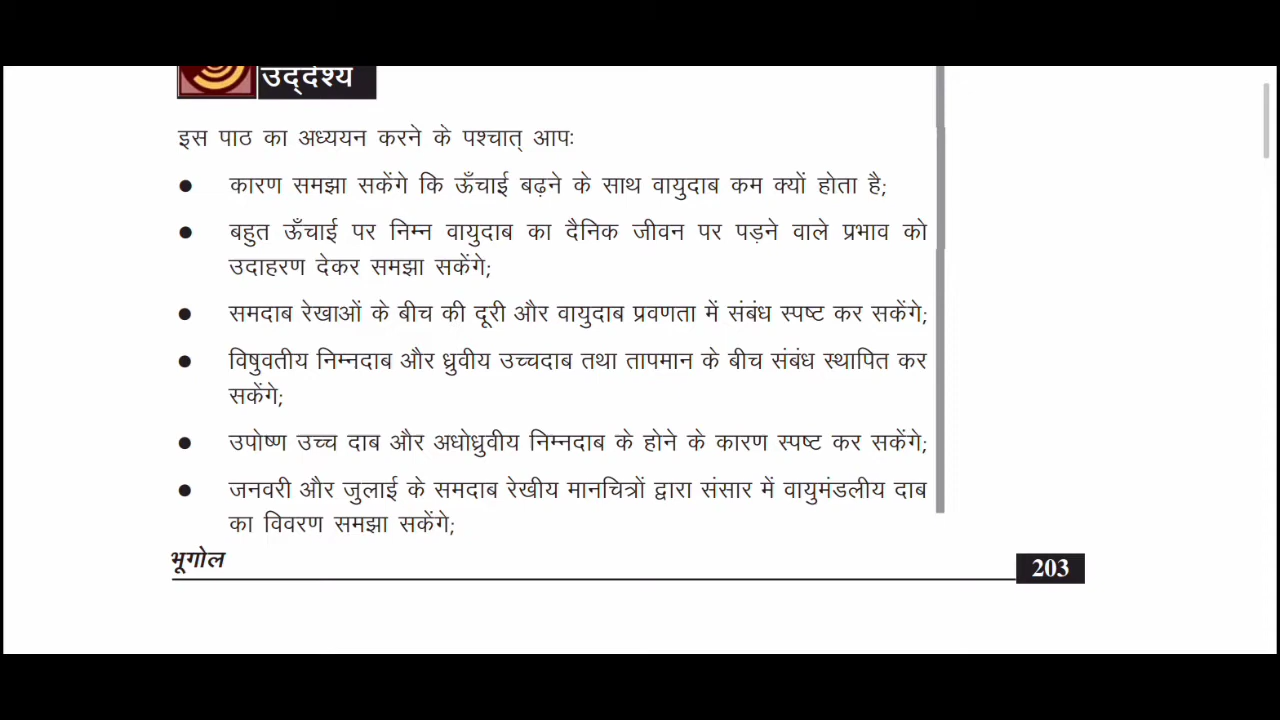 उद्देश्य
इस पाठ का अध्ययन करने के पश्चात् आपः
● कारण समझा सकेंगे कि ऊँचाई बढ़ने के साथ वायुदाब कम क्यों होता है;
● बहुत ऊँचाई पर निम्न वायुदाब का दैनिक जीवन पर पड़ने वाले प्रभाव को
उदाहरण देकर समझा सकेंगे;
● समदाब रेखाओं के बीच की दूरी और वायुदाब प्रवणता में संबंध स्पष्ट कर सकेंगे;
● विषुवतीय निम्नदाब और ध्रुवीय उच्चदाब तथा तापमान के बीच संबंध स्थापित कर
सकेंगे;
● उपोष्ण उच्च दाब और अधोध्रुवीय निम्नदाब के होने के कारण स्पष्ट कर सकेंगे;
● जनवरी और जुलाई के समदाब रेखीय मानचित्रों द्वारा संसार में वायुमंडलीय दाब
का विवरण समझा सकेंगे;
भूगोल
203